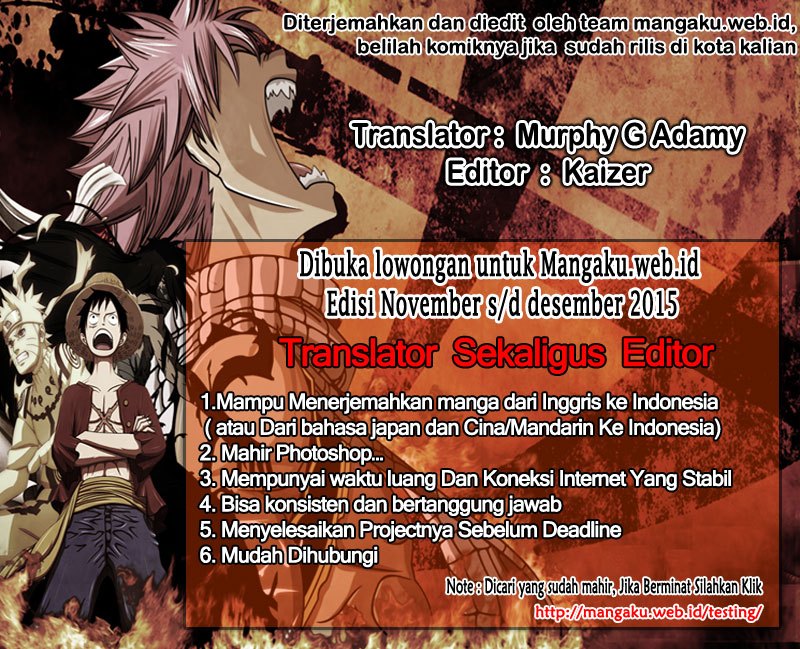 Diterjemahkan dan diedit oleh team mangaku.web.id,
belilah komiknya jika sudah rilis di kota kalian
Translator : Murphy G Adamy
Editor : Kaizer
Dibuka lowongan untuk Mangaku.web.id
Edisi November s/d desember 2015
Translator Sekaligus Editor
1.Mampu Menerjemahkan manga dari Inggris ke Indonesia
( atau Dari bahasa japan dan Cina/Mandarin Ke Indonesia)
2. Mahir Photoshop...
3. Mempunyai waktu luang Dan Koneksi Internet Yang Stabil
4. Bisa konsisten dan bertanggung jawab
5. Menyelesaikan Projectnya Sebelum Deadline
6. Mudah Dihubungi
Note : Dicari yang sudah mahir, Jika Berminat Silahkan Klik
http://mangaku.web.id/testing/